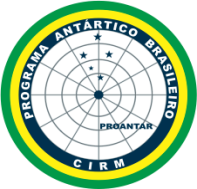 PROGRAMA ANTÁRTICO BRASILEIRO
PROANTAR
CIRM